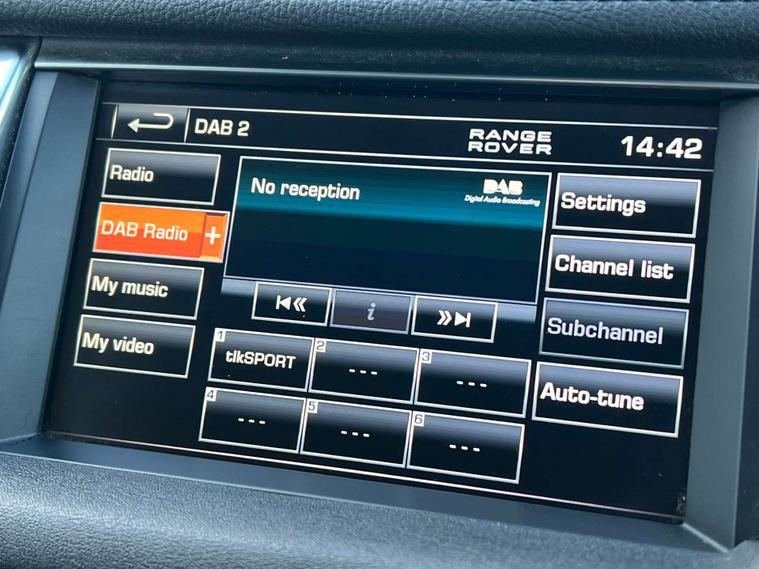 DAB 2
RANGE
ROVER
14:42
Radio
DAB Radio +
My music
My video
No reception
DAB
Digital Audio Broadcasting
i
1
tlkSPORT
2
---
3
---
4
---
5
---
6
---
Settings
Channel list
Subchannel
Auto-tune